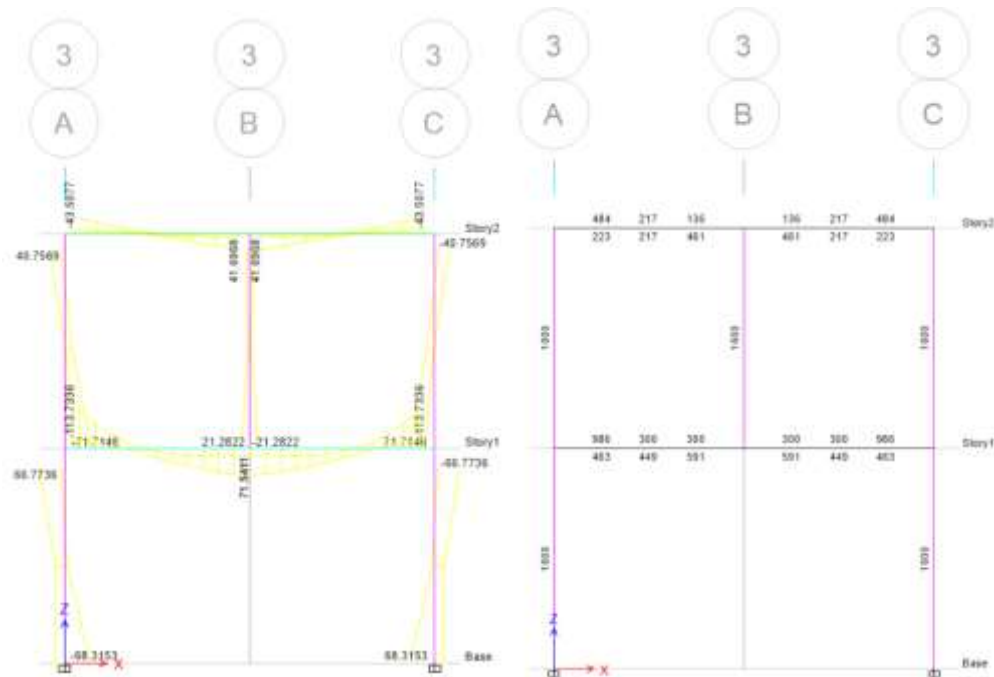 3 3 3
A B C
-43.5077 -43.5077
Story2
40.7569 41.0908 41.0908 -40.7569
-113.7336 -113.7336
-71.7146 21.2822 -21.2822 71.7146 Story1
68.7736 71.5411 -68.7736
Z
-68.3153 68.3153 Base
X
3 3 3
A B C
484 217 136 136 217 484
Story2
223 217 461 461 217 223
1000 1000
986 300 300 300 300 986
Story1
463 449 591 591 449 463
1000 1000
Z
Base
X